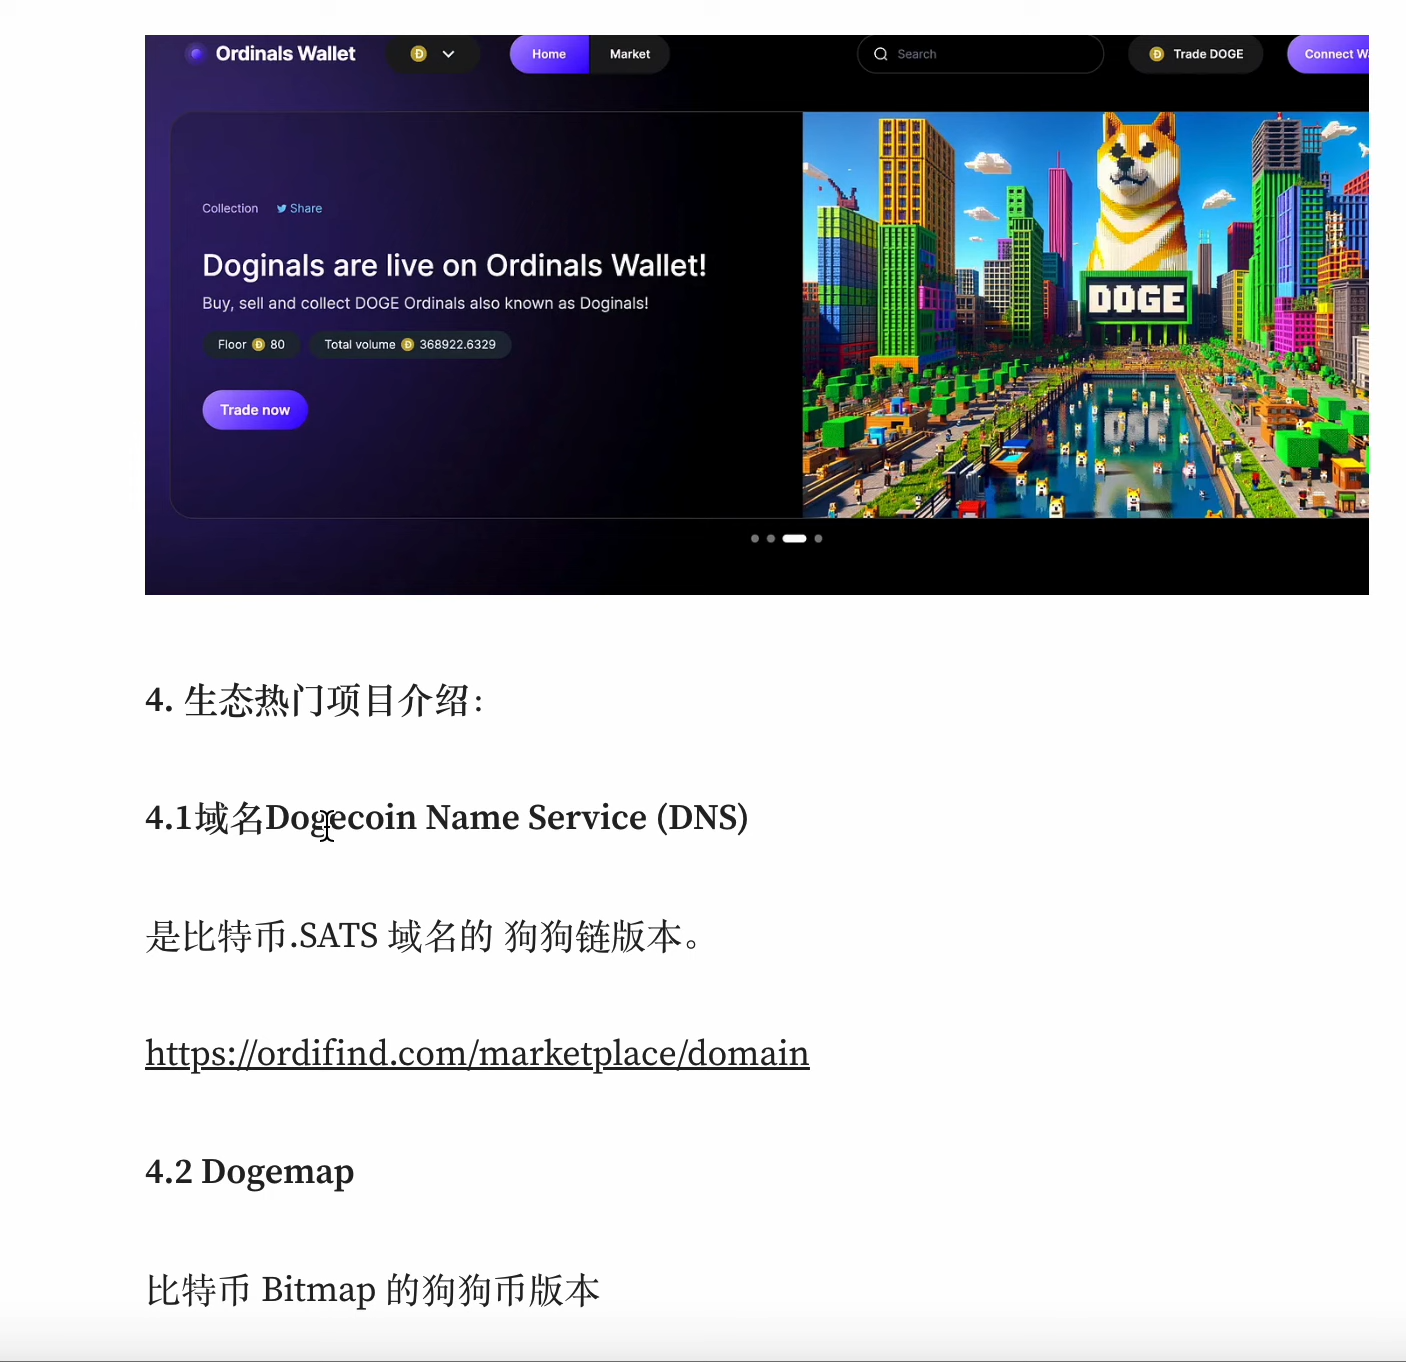 Ordinals Wallet Home Market Search Trade DOGE Connect
Collection Share
Doginals are live on Ordinals Wallet!
Buy, sell and collect DOGE Ordinals also known as Doginals!
Floor 80 Total volume 368922.6329
Trade now
DOGE
4. 生态热门项目介绍：
4.1域名Dogecoin Name Service (DNS)
是比特币.SATS 域名的 狗狗链版本。
https://ordifind.com/marketplace/domain
4.2 Dogemap
比特币 Bitmap 的狗狗币版本